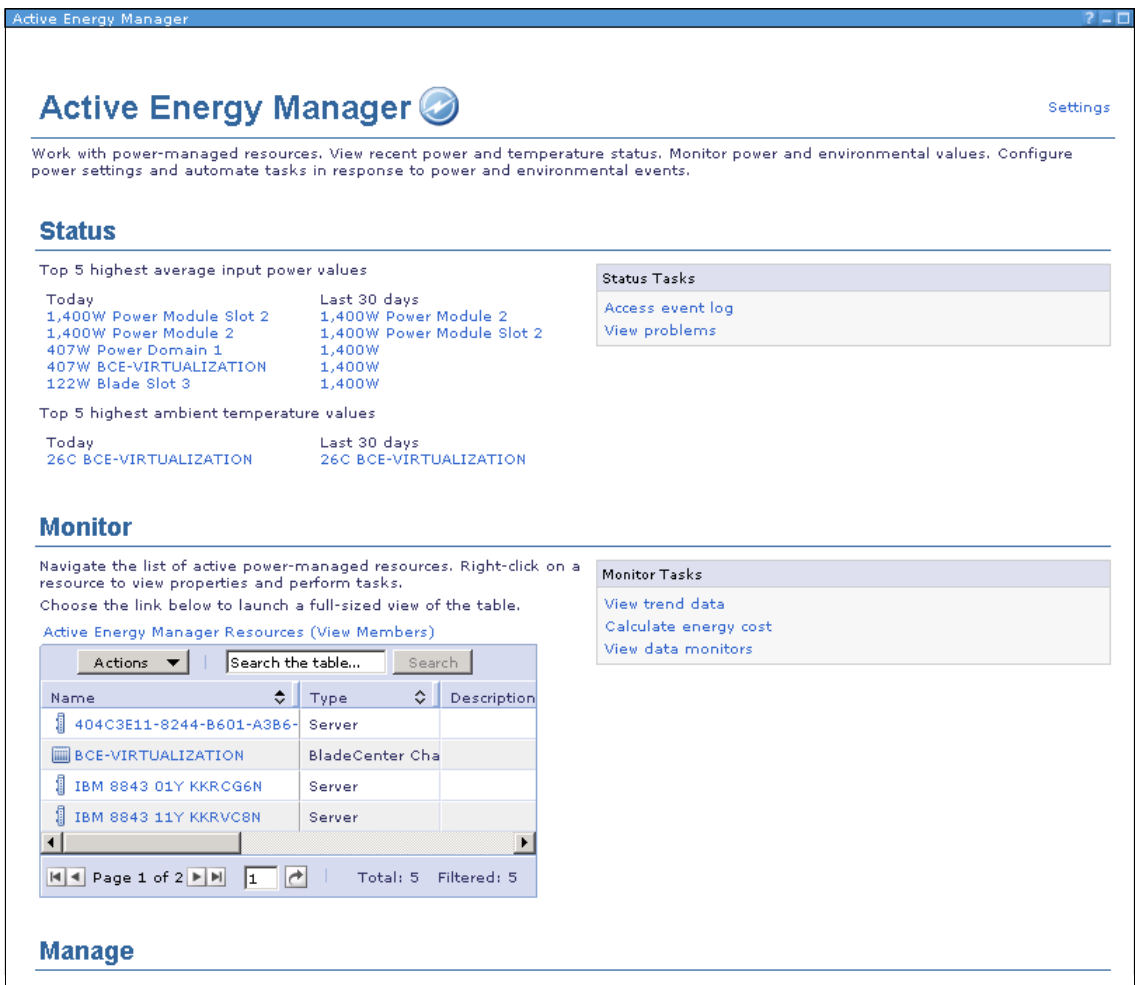 Active Energy Manager
Active Energy Manager
Settings
Work with power-managed resources. View recent power and temperature status. Monitor power and environmental values. Configure
power settings and automate tasks in response to power and environmental events.
Status
Top 5 highest average input power values
Today Last 30 days
1,400W Power Module Slot 2 1,400W Power Module 2
1,400W Power Module 2 1,400W Power Module Slot 2
407W Power Domain 1 1,400W
407W BCE-VIRTUALIZATION 1,400W
122W Blade Slot 3 1,400W
Top 5 highest ambient temperature values
Today Last 30 days
26C BCE-VIRTUALIZATION 26C BCE-VIRTUALIZATION
Status Tasks
Access event log
View problems
Monitor
Navigate the list of active power-managed resources. Right-click on a
resource to view properties and perform tasks.
Choose the link below to launch a full-sized view of the table.
Active Energy Manager Resources (View Members)
Actions Search the table... Search
Name Type Description
404C3E11-8244-B601-A3B6- Server
BCE-VIRTUALIZATION BladeCenter Cha
IBM 8843 01Y KKRCG6N Server
IBM 8843 11Y KKRVC8N Server
Page 1 of 2 1 Total: 5 Filtered: 5
Monitor Tasks
View trend data
Calculate energy cost
View data monitors
Manage